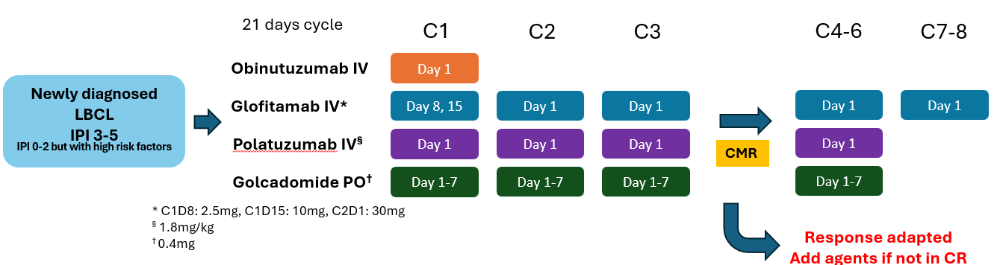 21 days cycle
C1
C2
C3
C4-6
C7-8
Newly diagnosed
LBCL
IPI 3-5
IPI 0-2 but with high risk factors
Obinutuzumab IV
Day 1
Glofitamab IV*
Day 8, 15
Day 1
Day 1
Day 1
Day 1
Polatuzumab IV§
Day 1
Day 1
Day 1
Day 1
CMR
Golcadomide PO†
Day 1-7
Day 1-7
Day 1-7
Day 1-7
* C1D8: 2.5mg, C1D15: 10mg, C2D1: 30mg
§ 1.8mg/kg
† 0.4mg
Response adapted
Add agents if not in CR